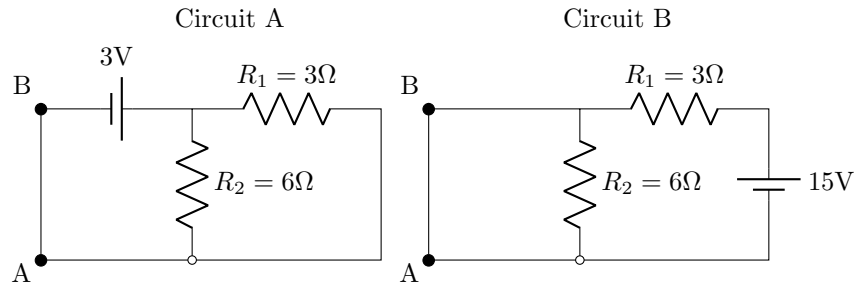 Circuit A
Circuit B
3V
B
R₁ = 3Ω
R₂ = 6Ω
A
B
R₁ = 3Ω
R₂ = 6Ω
15V
A